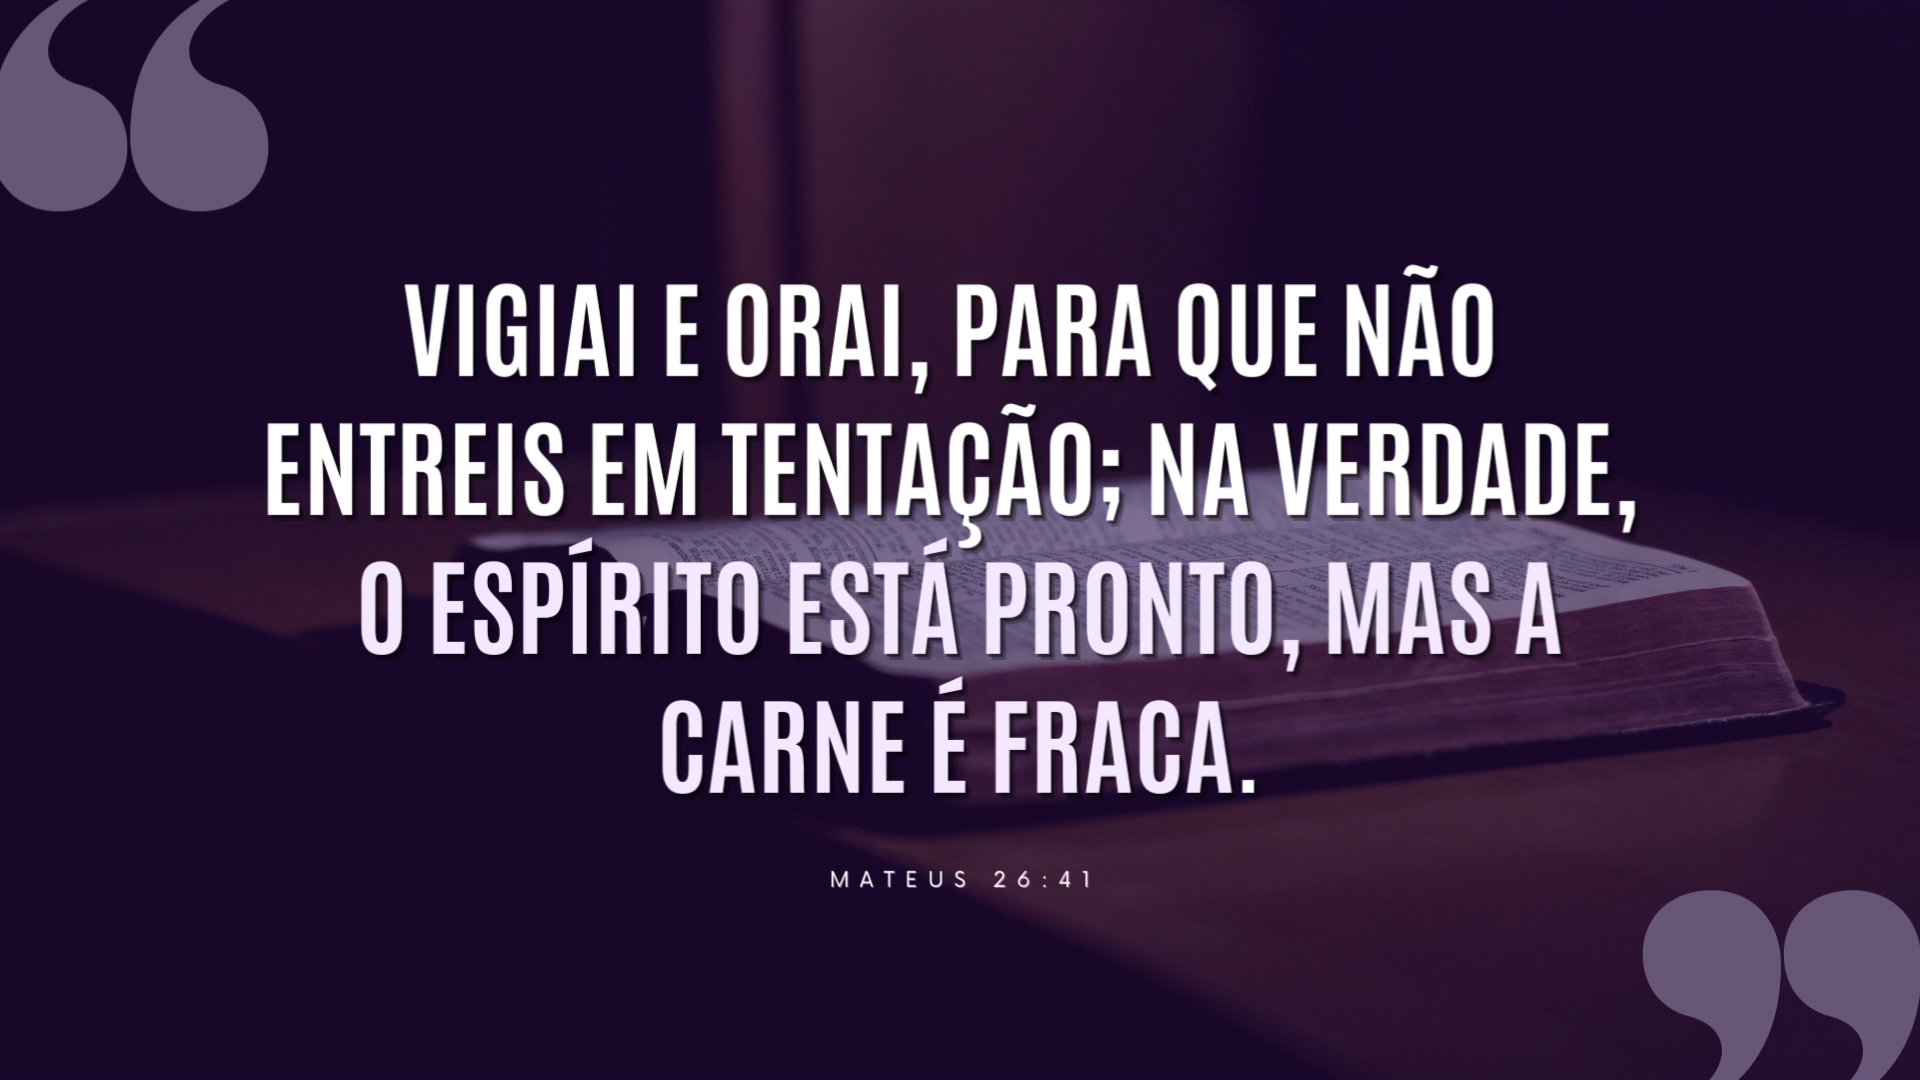 VIGIAI E ORAI, PARA QUE NÃO
ENTREIS EM TENTAÇÃO; NA VERDADE,
O ESPÍRITO ESTÁ PRONTO, MAS A
CARNE É FRACA.
MATEUS 26:41